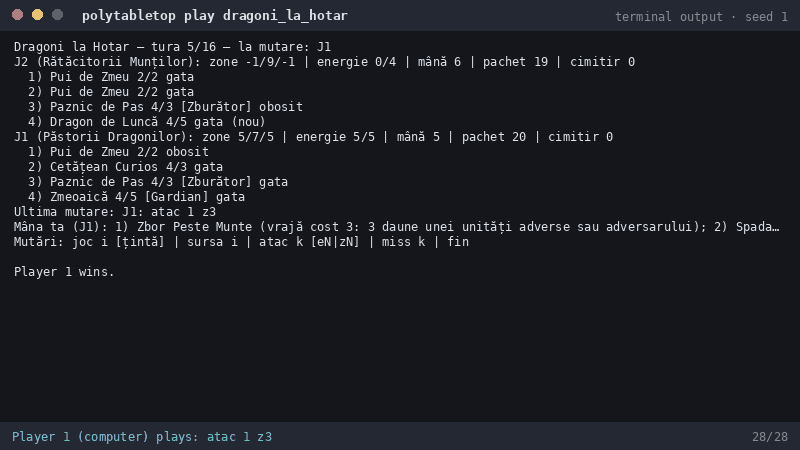 polytabletop play dragoni_la_hotar
terminal output · seed 1
Dragoni la Hotar — tura 5/16 — la mutare: J1
J2 (Rătăcitorii Munților): zone -1/9/-1 | energie 0/4 | mână 6 | pachet 19 | cimitir 0
1) Pui de Zmeu 2/2 gata
2) Pui de Zmeu 2/2 gata
3) Paznic de Pas 4/3 [Zburător] obosit
4) Dragon de Luncă 4/5 gata (nou)
J1 (Păstorii Dragonilor): zone 5/7/5 | energie 5/5 | mână 5 | pachet 20 | cimitir 0
1) Pui de Zmeu 2/2 obosit
2) Cetățean Curios 4/3 gata
3) Paznic de Pas 4/3 [Zburător] gata
4) Zmeoaică 4/5 [Gardian] gata
Ultima mutare: J1: atac 1 z3
Mâna ta (J1): 1) Zbor Peste Munte (vrajă cost 3: 3 daune unei unități adverse sau adversarului); 2) Spada…
Mutări: joc i [țintă] | sursa i | atac k [eN|zN] | miss k | fin
Player 1 wins.
Player 1 (computer) plays: atac 1 z3
28/28